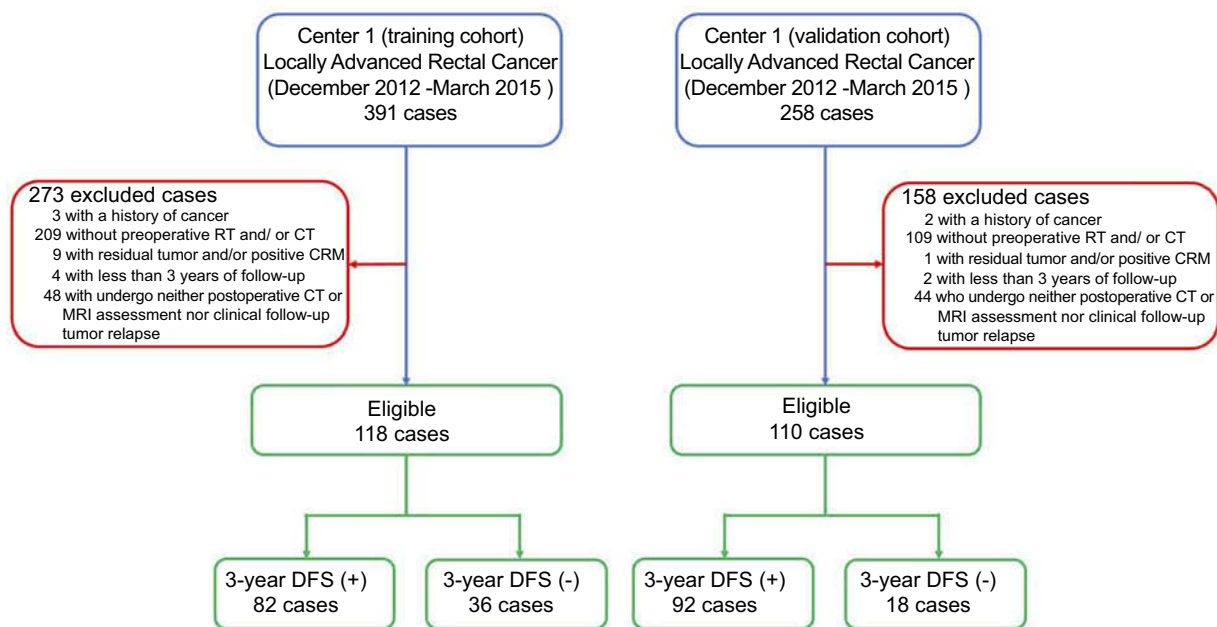 Center 1 (training cohort)
Locally Advanced Rectal Cancer
(December 2012 -March 2015 )
391 cases
Center 1 (validation cohort)
Locally Advanced Rectal Cancer
(December 2012 -March 2015 )
258 cases
273 excluded cases
3 with a history of cancer
209 without preoperative RT and/ or CT
9 with residual tumor and/or positive CRM
4 with less than 3 years of follow-up
48 with undergo neither postoperative CT or
MRI assessment nor clinical follow-up
tumor relapse
158 excluded cases
2 with a history of cancer
109 without preoperative RT and/ or CT
1 with residual tumor and/or positive CRM
2 with less than 3 years of follow-up
44 who undergo neither postoperative CT or
MRI assessment nor clinical follow-up
tumor relapse
Eligible
118 cases
Eligible
110 cases
3-year DFS (+)
82 cases
3-year DFS (-)
36 cases
3-year DFS (+)
92 cases
3-year DFS (-)
18 cases